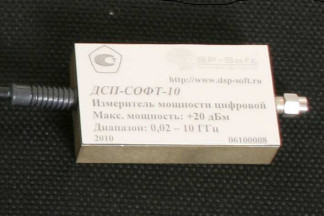 DSP-Soft
http://www.dsp-soft.ru
ДСП-СОФТ-10
Измеритель мощности цифровой
Макс. мощность: +20 дБм
Диапазон: 0,02 – 10 ГГц
2010 06100008